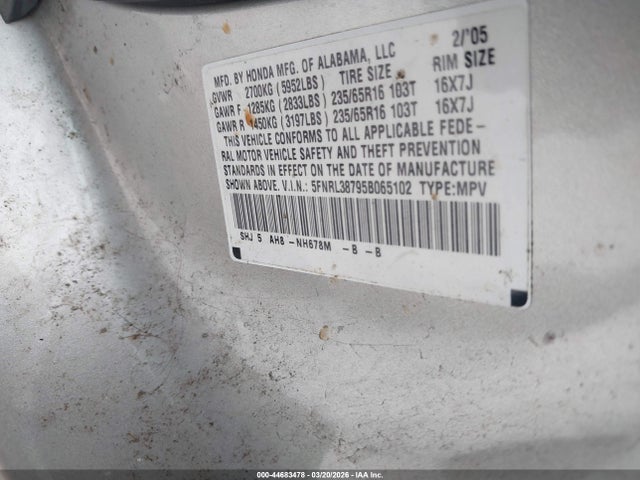 MFD. BY HONDA MFG. OF ALABAMA, LLC 2/'05
GVWR 2700KG (5952LBS) TIRE SIZE RIM SIZE
GAWR F 1285KG (2833LBS) 235/65R16 103T 16X7J
GAWR R 1450KG (3197LBS) 235/65R16 103T 16X7J
THIS VEHICLE CONFORMS TO ALL APPLICABLE FEDE-
RAL MOTOR VEHICLE SAFETY AND THEFT PREVENTION
STANDARDS IN EFFECT ON THE DATE OF MANUFACTURE
SHOWN ABOVE. V.I.N.: 5FNRL38795B065102 TYPE:MPV
SHJ 5 AH8 -NH678M -B -B
000-44683478 - 03/20/2026 - IAA Inc.